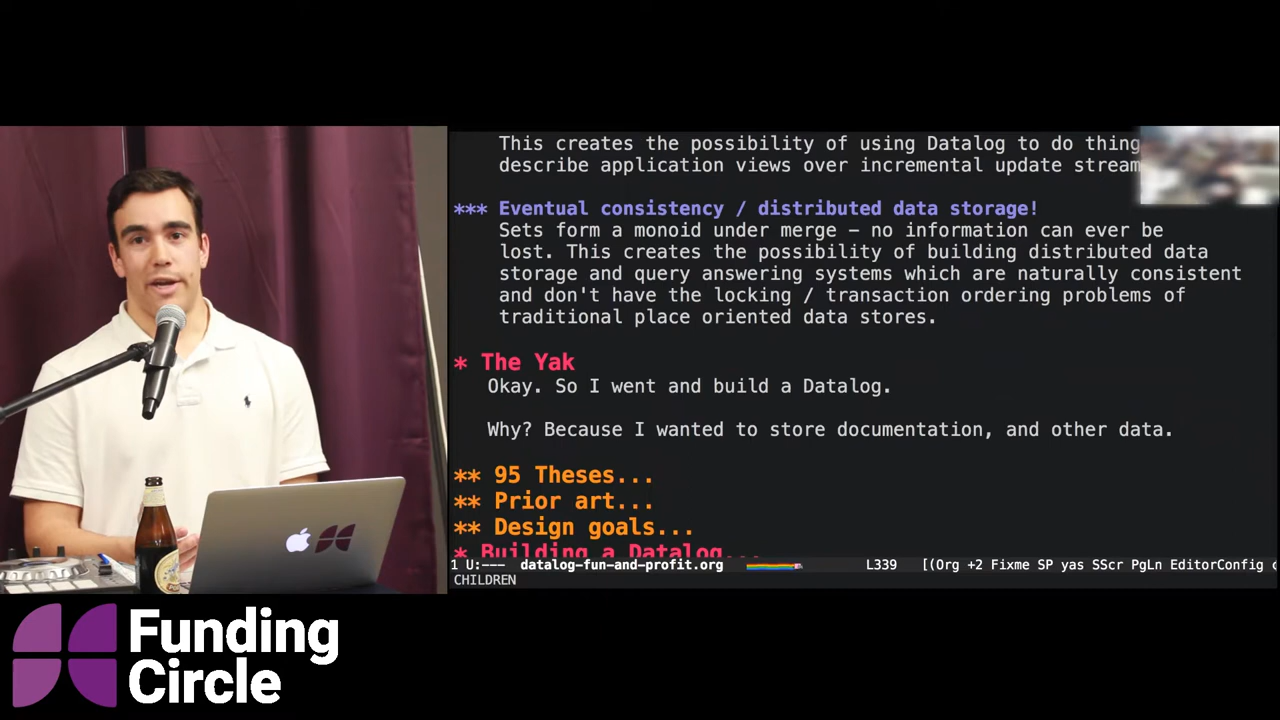 This creates the possibility of using Datalog to do thing
describe application views over incremental update stream
*** Eventual consistency / distributed data storage!
Sets form a monoid under merge – no information can ever be
lost. This creates the possibility of building distributed data
storage and query answering systems which are naturally consistent
and don't have the locking / transaction ordering problems of
traditional place oriented data stores.
* The Yak
Okay. So I went and build a Datalog.
Why? Because I wanted to store documentation, and other data.
** 95 Theses...
** Prior art...
** Design goals...
* Building a Datalog...
1 U:--- datalog-fun-and-profit.org L339 [(Org +2 Fixme SP yas SScr PgLn EditorConfig
CHILDREN
Funding
Circle